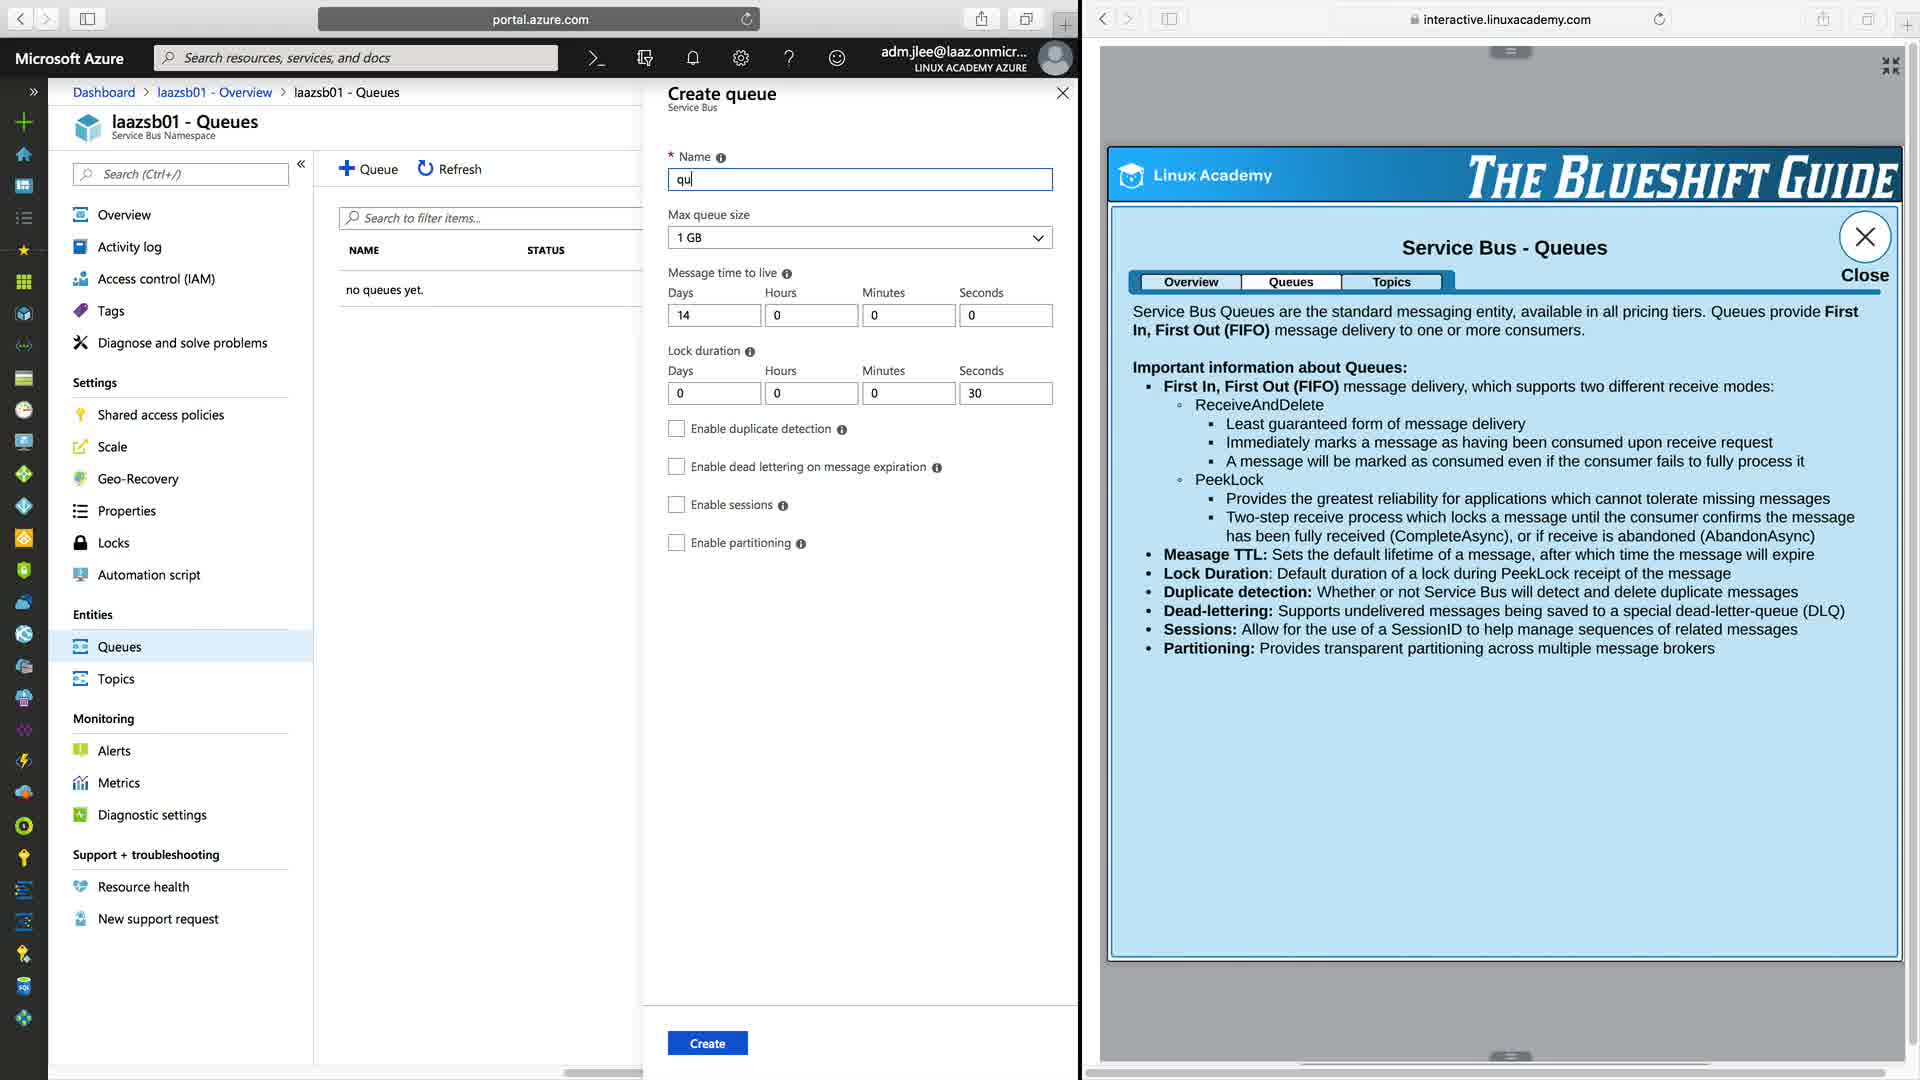 portal.azure.com
Microsoft Azure
Search resources, services, and docs
adm.jlee@laaz.onmicr...
LINUX ACADEMY AZURE
Dashboard > laazsb01 - Overview > laazsb01 - Queues
laazsb01 - Queues
Service Bus Namespace
Search (Ctrl+/)
Overview
Activity log
Access control (IAM)
Tags
Diagnose and solve problems
Settings
Shared access policies
Scale
Geo-Recovery
Properties
Locks
Automation script
Entities
Queues
Topics
Monitoring
Alerts
Metrics
Diagnostic settings
Support + troubleshooting
Resource health
New support request
Queue
Refresh
Search to filter items...
NAME STATUS
no queues yet.
Create queue
Service Bus
* Name
qu
Max queue size
1 GB
Message time to live
Days Hours Minutes Seconds
14 0 0 0
Lock duration
Days Hours Minutes Seconds
0 0 0 30
Enable duplicate detection
Enable dead lettering on message expiration
Enable sessions
Enable partitioning
Create
interactive.linuxacademy.com
Linux Academy
THE BLUESHIFT GUIDE
Service Bus - Queues
Close
Overview Queues Topics
Service Bus Queues are the standard messaging entity, available in all pricing tiers. Queues provide First
In, First Out (FIFO) message delivery to one or more consumers.
Important information about Queues:
• First In, First Out (FIFO) message delivery, which supports two different receive modes:
◦ ReceiveAndDelete
▪ Least guaranteed form of message delivery
▪ Immediately marks a message as having been consumed upon receive request
▪ A message will be marked as consumed even if the consumer fails to fully process it
◦ PeekLock
▪ Provides the greatest reliability for applications which cannot tolerate missing messages
▪ Two-step receive process which locks a message until the consumer confirms the message
has been fully received (CompleteAsync), or if receive is abandoned (AbandonAsync)
• Meesage TTL: Sets the default lifetime of a message, after which time the message will expire
• Lock Duration: Default duration of a lock during PeekLock receipt of the message
• Duplicate detection: Whether or not Service Bus will detect and delete duplicate messages
• Dead-lettering: Supports undelivered messages being saved to a special dead-letter-queue (DLQ)
• Sessions: Allow for the use of a SessionID to help manage sequences of related messages
• Partitioning: Provides transparent partitioning across multiple message brokers